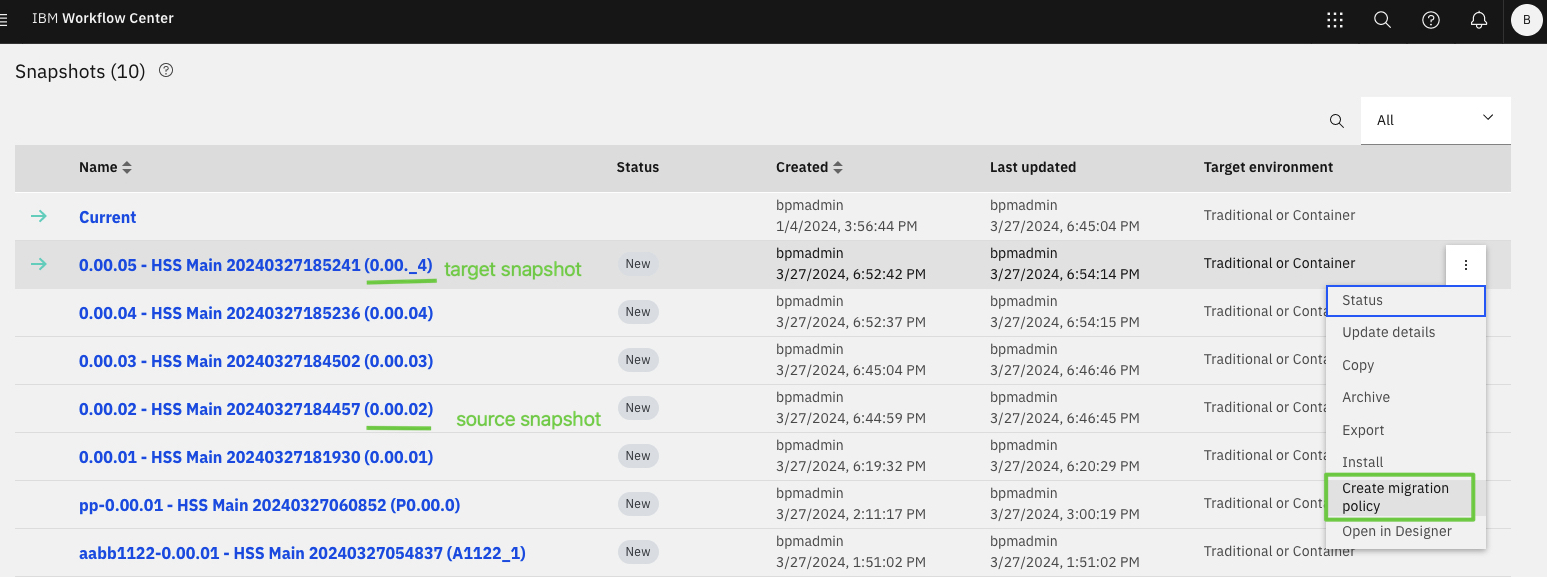 IBM Workflow Center
B
Snapshots (10)
All
Name Status Created Last updated Target environment
Current bpmadmin 1/4/2024, 3:56:44 PM bpmadmin 3/27/2024, 6:45:04 PM Traditional or Container
0.00.05 - HSS Main 20240327185241 (0.00._4) target snapshot New bpmadmin 3/27/2024, 6:52:42 PM bpmadmin 3/27/2024, 6:54:14 PM Traditional or Container
0.00.04 - HSS Main 20240327185236 (0.00.04) New bpmadmin 3/27/2024, 6:52:37 PM bpmadmin 3/27/2024, 6:54:15 PM Traditional or Conta
0.00.03 - HSS Main 20240327184502 (0.00.03) New bpmadmin 3/27/2024, 6:45:04 PM bpmadmin 3/27/2024, 6:46:46 PM Traditional or Conta
0.00.02 - HSS Main 20240327184457 (0.00.02) source snapshot New bpmadmin 3/27/2024, 6:44:59 PM bpmadmin 3/27/2024, 6:46:45 PM Traditional or Conta
0.00.01 - HSS Main 20240327181930 (0.00.01) New bpmadmin 3/27/2024, 6:19:32 PM bpmadmin 3/27/2024, 6:20:29 PM Traditional or Conta
pp-0.00.01 - HSS Main 20240327060852 (P0.00.0) New bpmadmin 3/27/2024, 2:11:17 PM bpmadmin 3/27/2024, 3:00:19 PM Traditional or Conta
aabb1122-0.00.01 - HSS Main 20240327054837 (A1122_1) New bpmadmin 3/27/2024, 1:51:02 PM bpmadmin 3/27/2024, 1:51:02 PM Traditional or Container
Status
Update details
Copy
Archive
Export
Install
Create migration
policy
Open in Designer